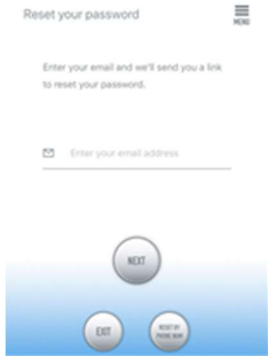 Reset your password
MENU
Enter your email and we'll send you a link
to reset your password.
Enter your email address
NEXT
EXIT
RESET BY
PHONE NUM